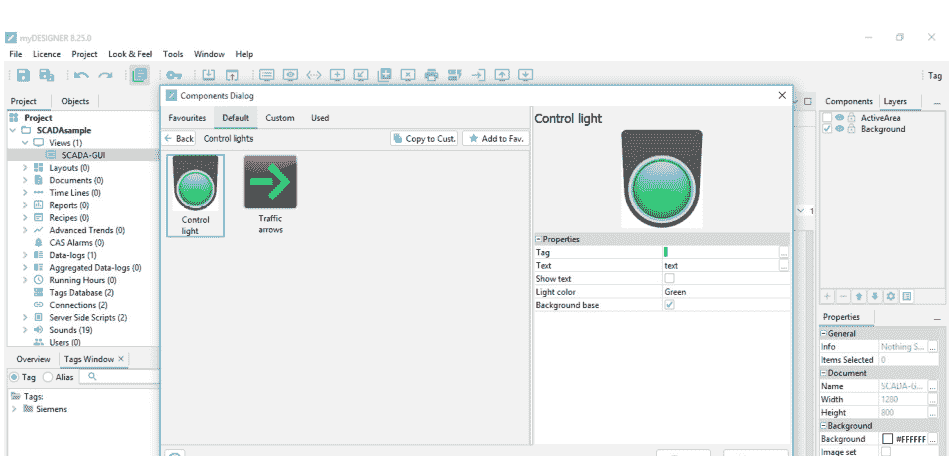 myDESIGNER 8.25.0
File Licence Project Look & Feel Tools Window Help
Tag
Project Objects
Project
SCADAsample
Views (1)
SCADA-GUI
Layouts (0)
Documents (0)
Time Lines (0)
Reports (0)
Recipes (0)
Advanced Trends (0)
CAS Alarms (0)
Data-logs (1)
Aggregated Data-logs (0)
Running Hours (0)
Tags Database (2)
Connections (2)
Server Side Scripts (2)
Sounds (19)
Users (0)
Overview Tags Window
Tag Alias
Tags:
Siemens
Components Dialog
Favourites Default Custom Used
Back Control lights Copy to Cust. Add to Fav.
Control
light
Traffic
arrows
Control light
Properties
Tag
Text text
Show text
Light color Green
Background base
1
Components Layers
ActiveArea
Background
Properties
General
Info Nothing S... ...
Items Selected 0
Document
Name SCADA-G... ...
Width 1280 ...
Height 800 ...
Background
Background #FFFFFF ...
Image set